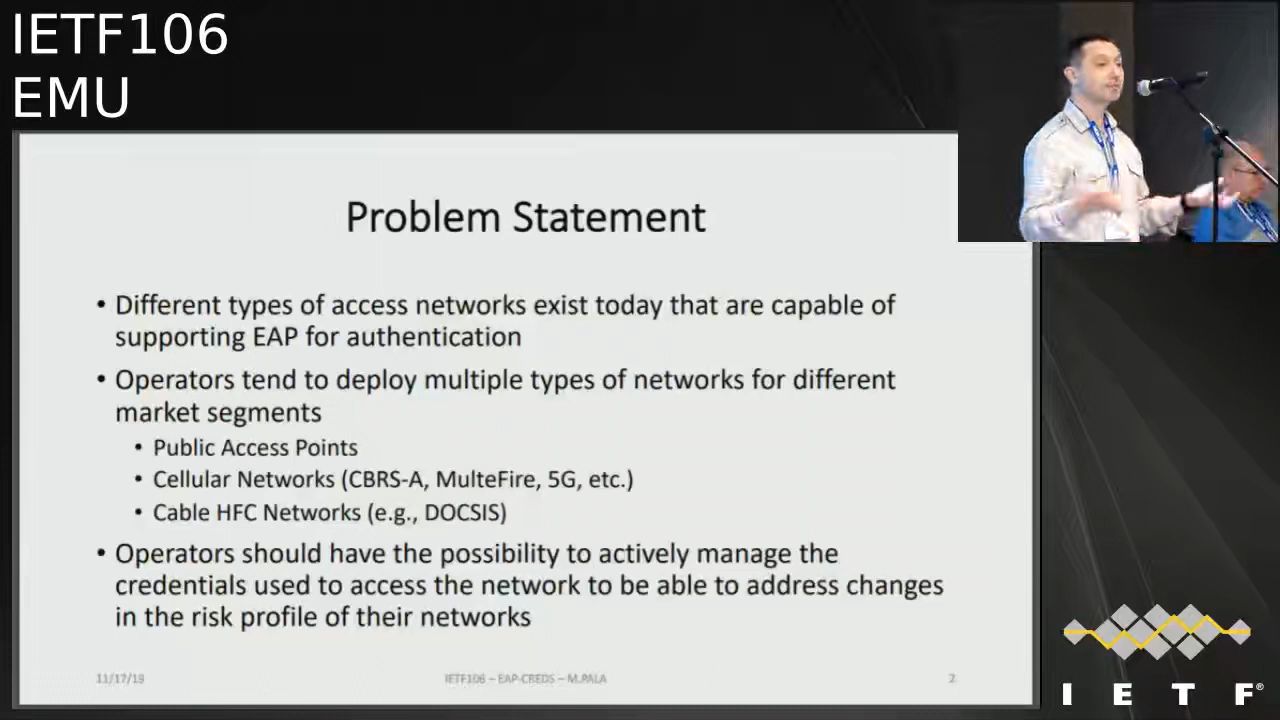 IETF106
EMU
Problem Statement
• Different types of access networks exist today that are capable of
supporting EAP for authentication
• Operators tend to deploy multiple types of networks for different
market segments
• Public Access Points
• Cellular Networks (CBRS-A, MulteFire, 5G, etc.)
• Cable HFC Networks (e.g., DOCSIS)
• Operators should have the possibility to actively manage the
credentials used to access the network to be able to address changes
in the risk profile of their networks
11/17/19
IETF106 – EAP-CREDS – M.PALA
2
I E T F®